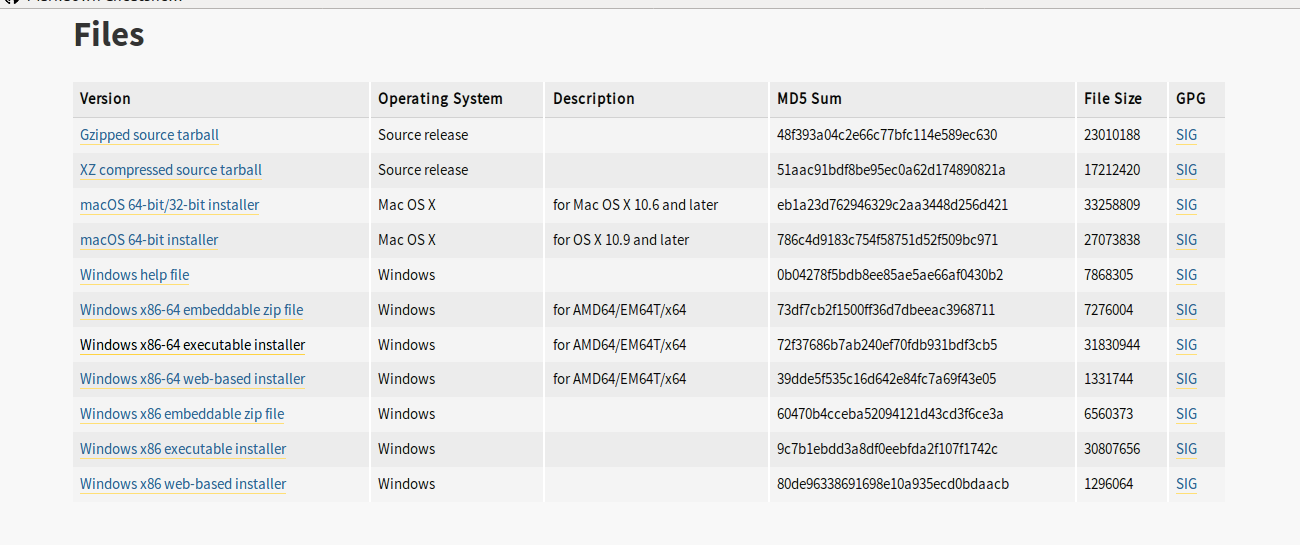 Files
Version Operating System Description MD5 Sum File Size GPG
Gzipped source tarball Source release 48f393a04c2e66c77bfc114e589ec630 23010188 SIG
XZ compressed source tarball Source release 51aac91bdf8be95ec0a62d174890821a 17212420 SIG
macOS 64-bit/32-bit installer Mac OS X for Mac OS X 10.6 and later eb1a23d762946329c2aa3448d256d421 33258809 SIG
macOS 64-bit installer Mac OS X for OS X 10.9 and later 786c4d9183c754f58751d52f509bc971 27073838 SIG
Windows help file Windows 0b04278f5bdb8ee85ae5ae66af0430b2 7868305 SIG
Windows x86-64 embeddable zip file Windows for AMD64/EM64T/x64 73df7cb2f1500ff36d7dbeeac3968711 7276004 SIG
Windows x86-64 executable installer Windows for AMD64/EM64T/x64 72f37686b7ab240ef70fdb931bdf3cb5 31830944 SIG
Windows x86-64 web-based installer Windows for AMD64/EM64T/x64 39dde5f535c16d642e84fc7a69f43e05 1331744 SIG
Windows x86 embeddable zip file Windows 60470b4cceba52094121d43cd3f6ce3a 6560373 SIG
Windows x86 executable installer Windows 9c7b1ebdd3a8df0eebfda2f107f1742c 30807656 SIG
Windows x86 web-based installer Windows 80de96338691698e10a935ecd0bdaacb 1296064 SIG